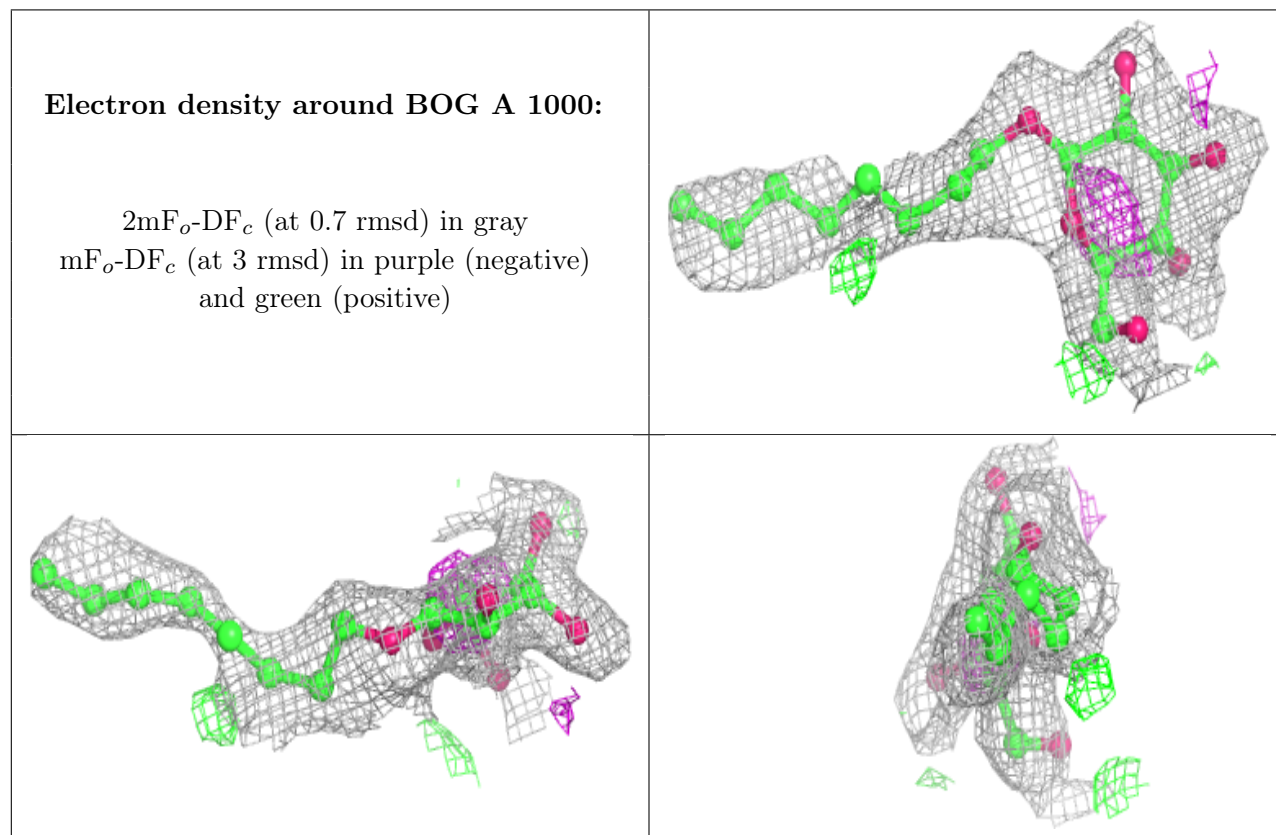 Electron density around BOG A 1000:
2mFₒ-DF𝒸 (at 0.7 rmsd) in gray
mFₒ-DF𝒸 (at 3 rmsd) in purple (negative)
and green (positive)